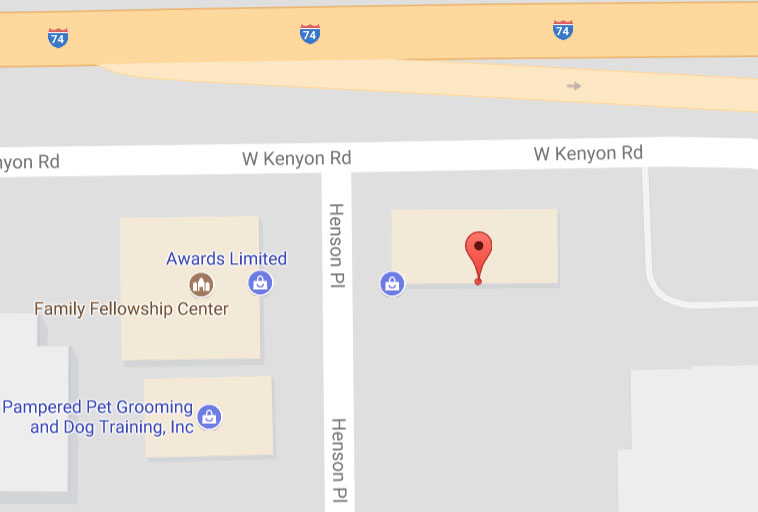 74
74
74
nyon Rd
W Kenyon Rd
W Kenyon Rd
Henson Pl
Awards Limited
Family Fellowship Center
Pampered Pet Grooming
and Dog Training, Inc
Henson Pl